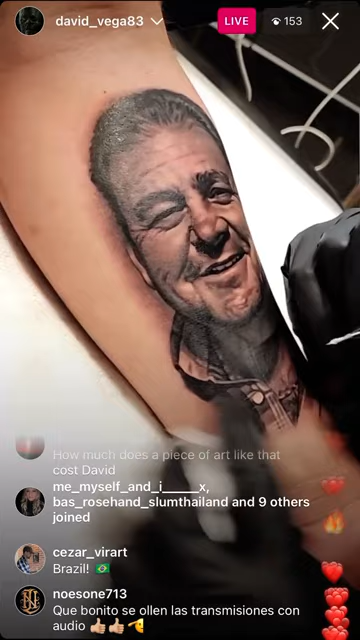 david_vega83
LIVE
153
How much does a piece of art like that
cost David
me_myself_and_i_____x,
bas_rosehand_slumthailand and 9 others
joined
cezar_virart
Brazil! 🇧🇷
noesone713
Que bonito se ollen las transmisiones con
audio 👍🏼👍🏼🤜🏼